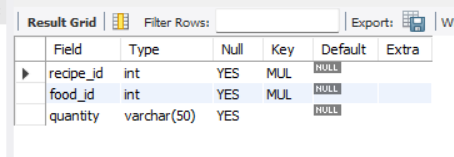 Result Grid Filter Rows: Export: W
Field Type Null Key Default Extra
recipe_id int YES MUL NULL
food_id int YES MUL NULL
quantity varchar(50) YES NULL